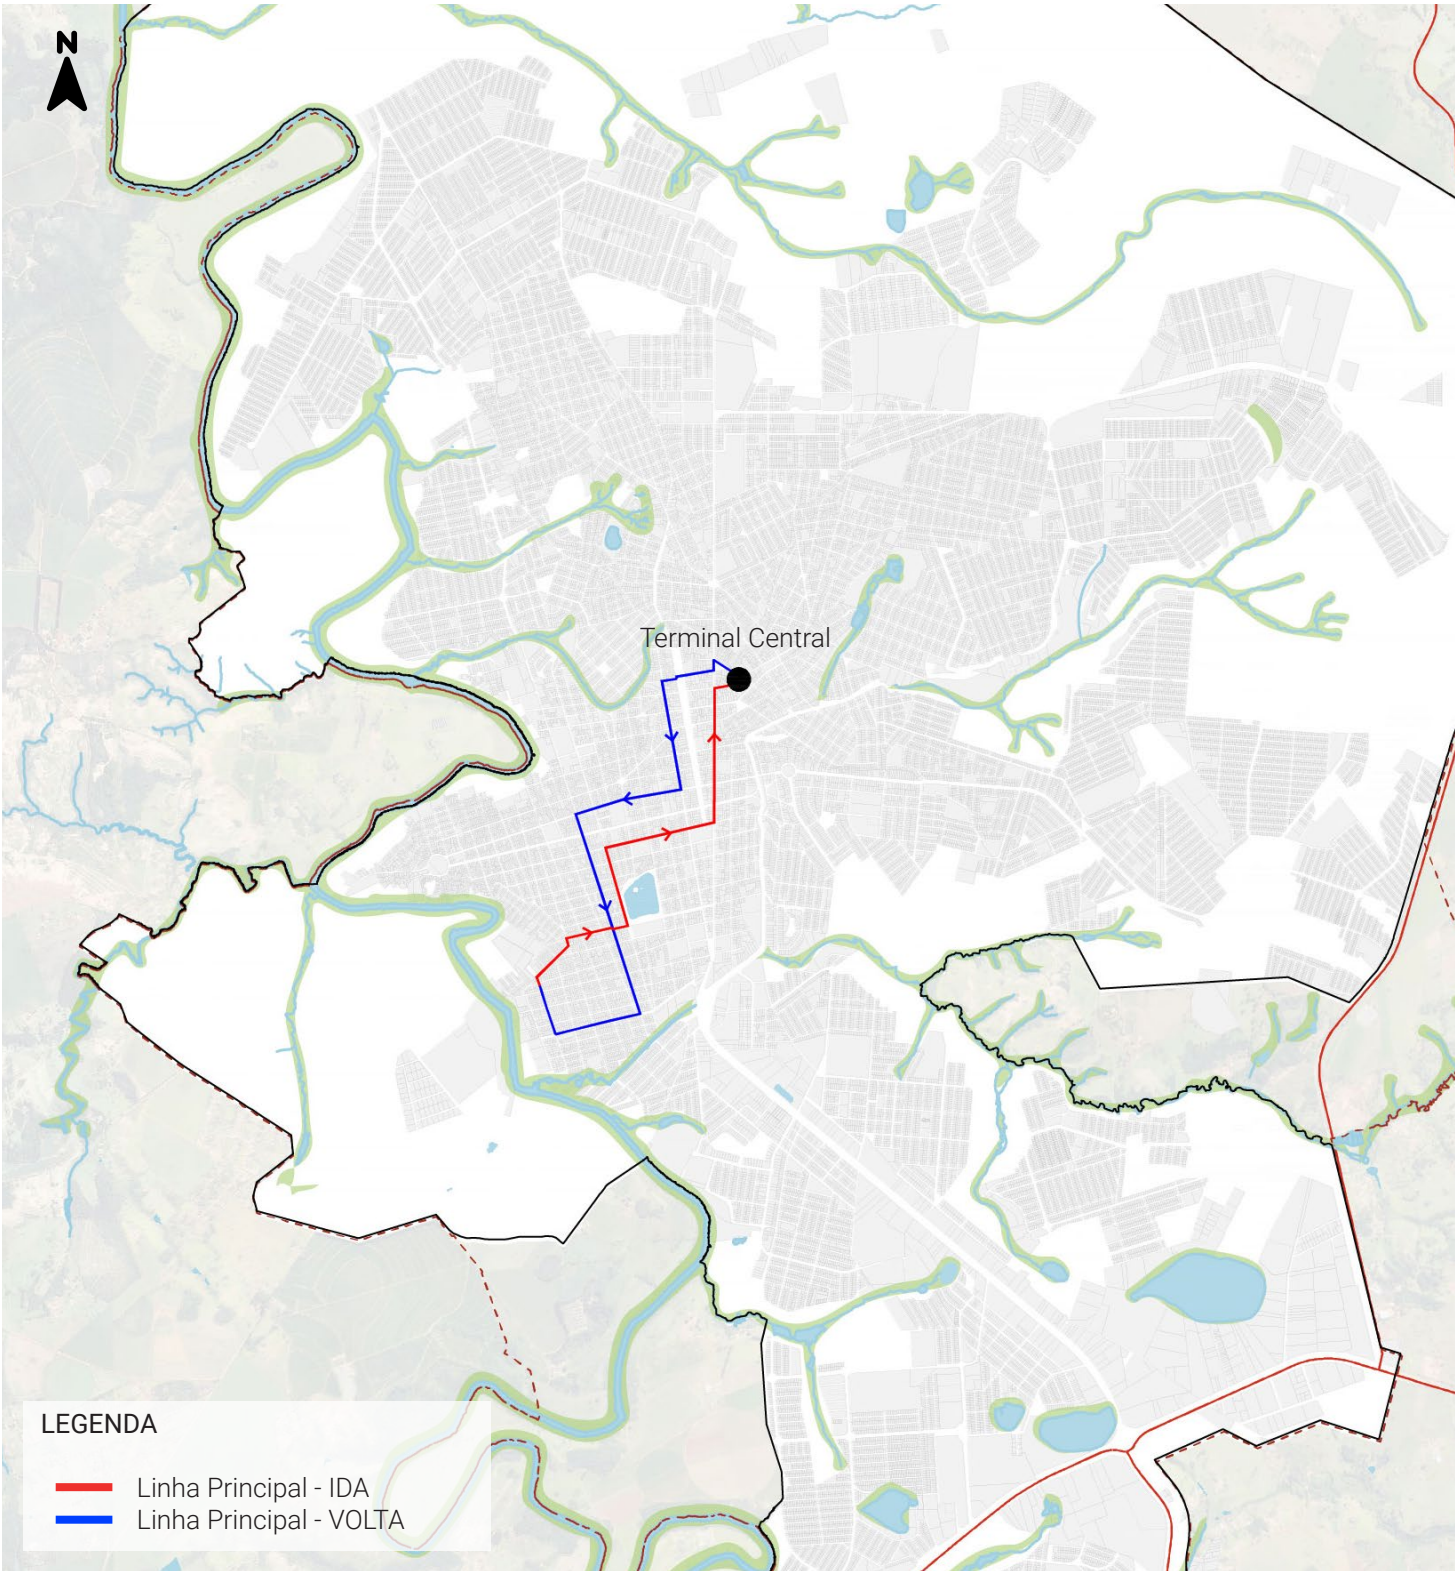 N
Terminal Central
LEGENDA
Linha Principal - IDA
Linha Principal - VOLTA